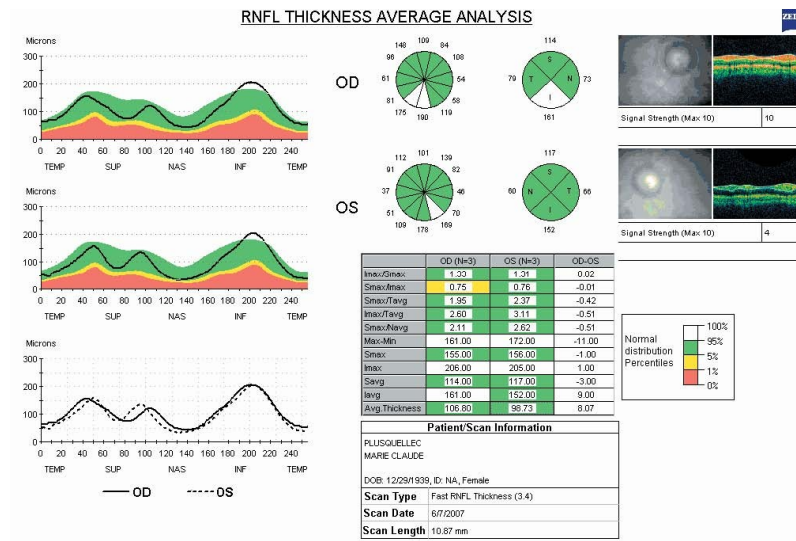 RNFL THICKNESS AVERAGE ANALYSIS
ZEISS
Microns
300
200
100
0
0 20 40 60 80 100 120 140 160 180 200 220 240
TEMP SUP NAS INF TEMP
Microns
300
200
100
0
0 20 40 60 80 100 120 140 160 180 200 220 240
TEMP SUP NAS INF TEMP
Microns
300
200
100
0
0 20 40 60 80 100 120 140 160 180 200 220 240
TEMP SUP NAS INF TEMP
OD OS
OD
109
148 84
96 108
61 54
81 58
175 119
190
114
S
79 T N 73
I
161
OS
101
112 139
91 82
37 46
51 70
109 169
178
117
S
60 N T 66
I
152
Signal Strength (Max 10) 10
Signal Strength (Max 10) 4
OD (N=3) OS (N=3) OD-OS
Imax/Smax 1.33 1.31 0.02
Smax/Imax 0.75 0.76 -0.01
Smax/Tavg 1.95 2.37 -0.42
Imax/Tavg 2.60 3.11 -0.51
Smax/Navg 2.11 2.62 -0.51
Max-Min 161.00 172.00 -11.00
Smax 155.00 156.00 -1.00
Imax 206.00 205.00 1.00
Savg 114.00 117.00 -3.00
Iavg 161.00 152.00 9.00
Avg.Thickness 106.80 98.73 8.07
Normal
distribution
Percentiles
100%
95%
5%
1%
0%
Patient/Scan Information
PLUSQUELLEC
MARIE CLAUDE
DOB: 12/29/1939, ID: NA, Female
Scan Type Fast RNFL Thickness (3.4)
Scan Date 6/7/2007
Scan Length 10.87 mm